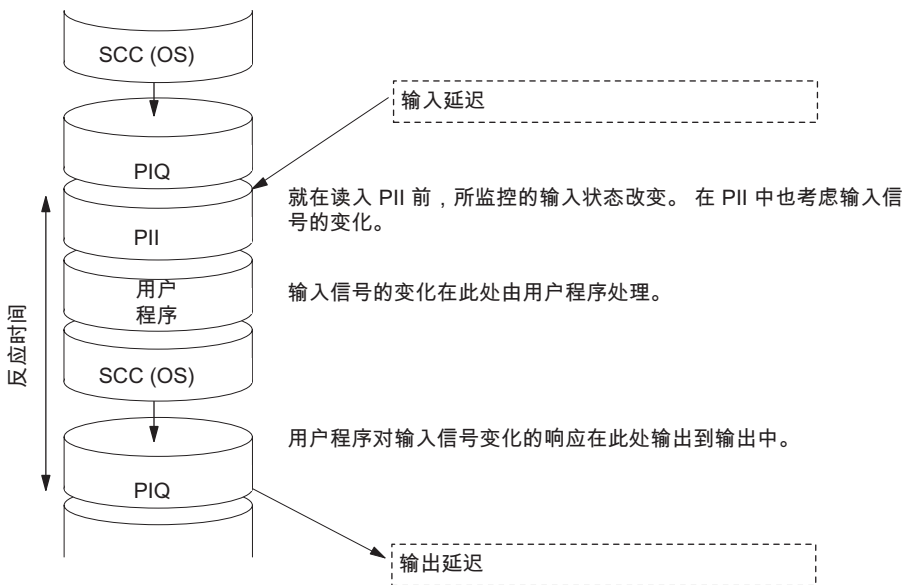 SCC (OS)
输入延迟
PIQ
就在读入 PII 前，所监控的输入状态改变。 在 PII 中也考虑输入信
号的变化。
PII
用户
程序
输入信号的变化在此处由用户程序处理。
反应时间
SCC (OS)
用户程序对输入信号变化的响应在此处输出到输出中。
PIQ
输出延迟